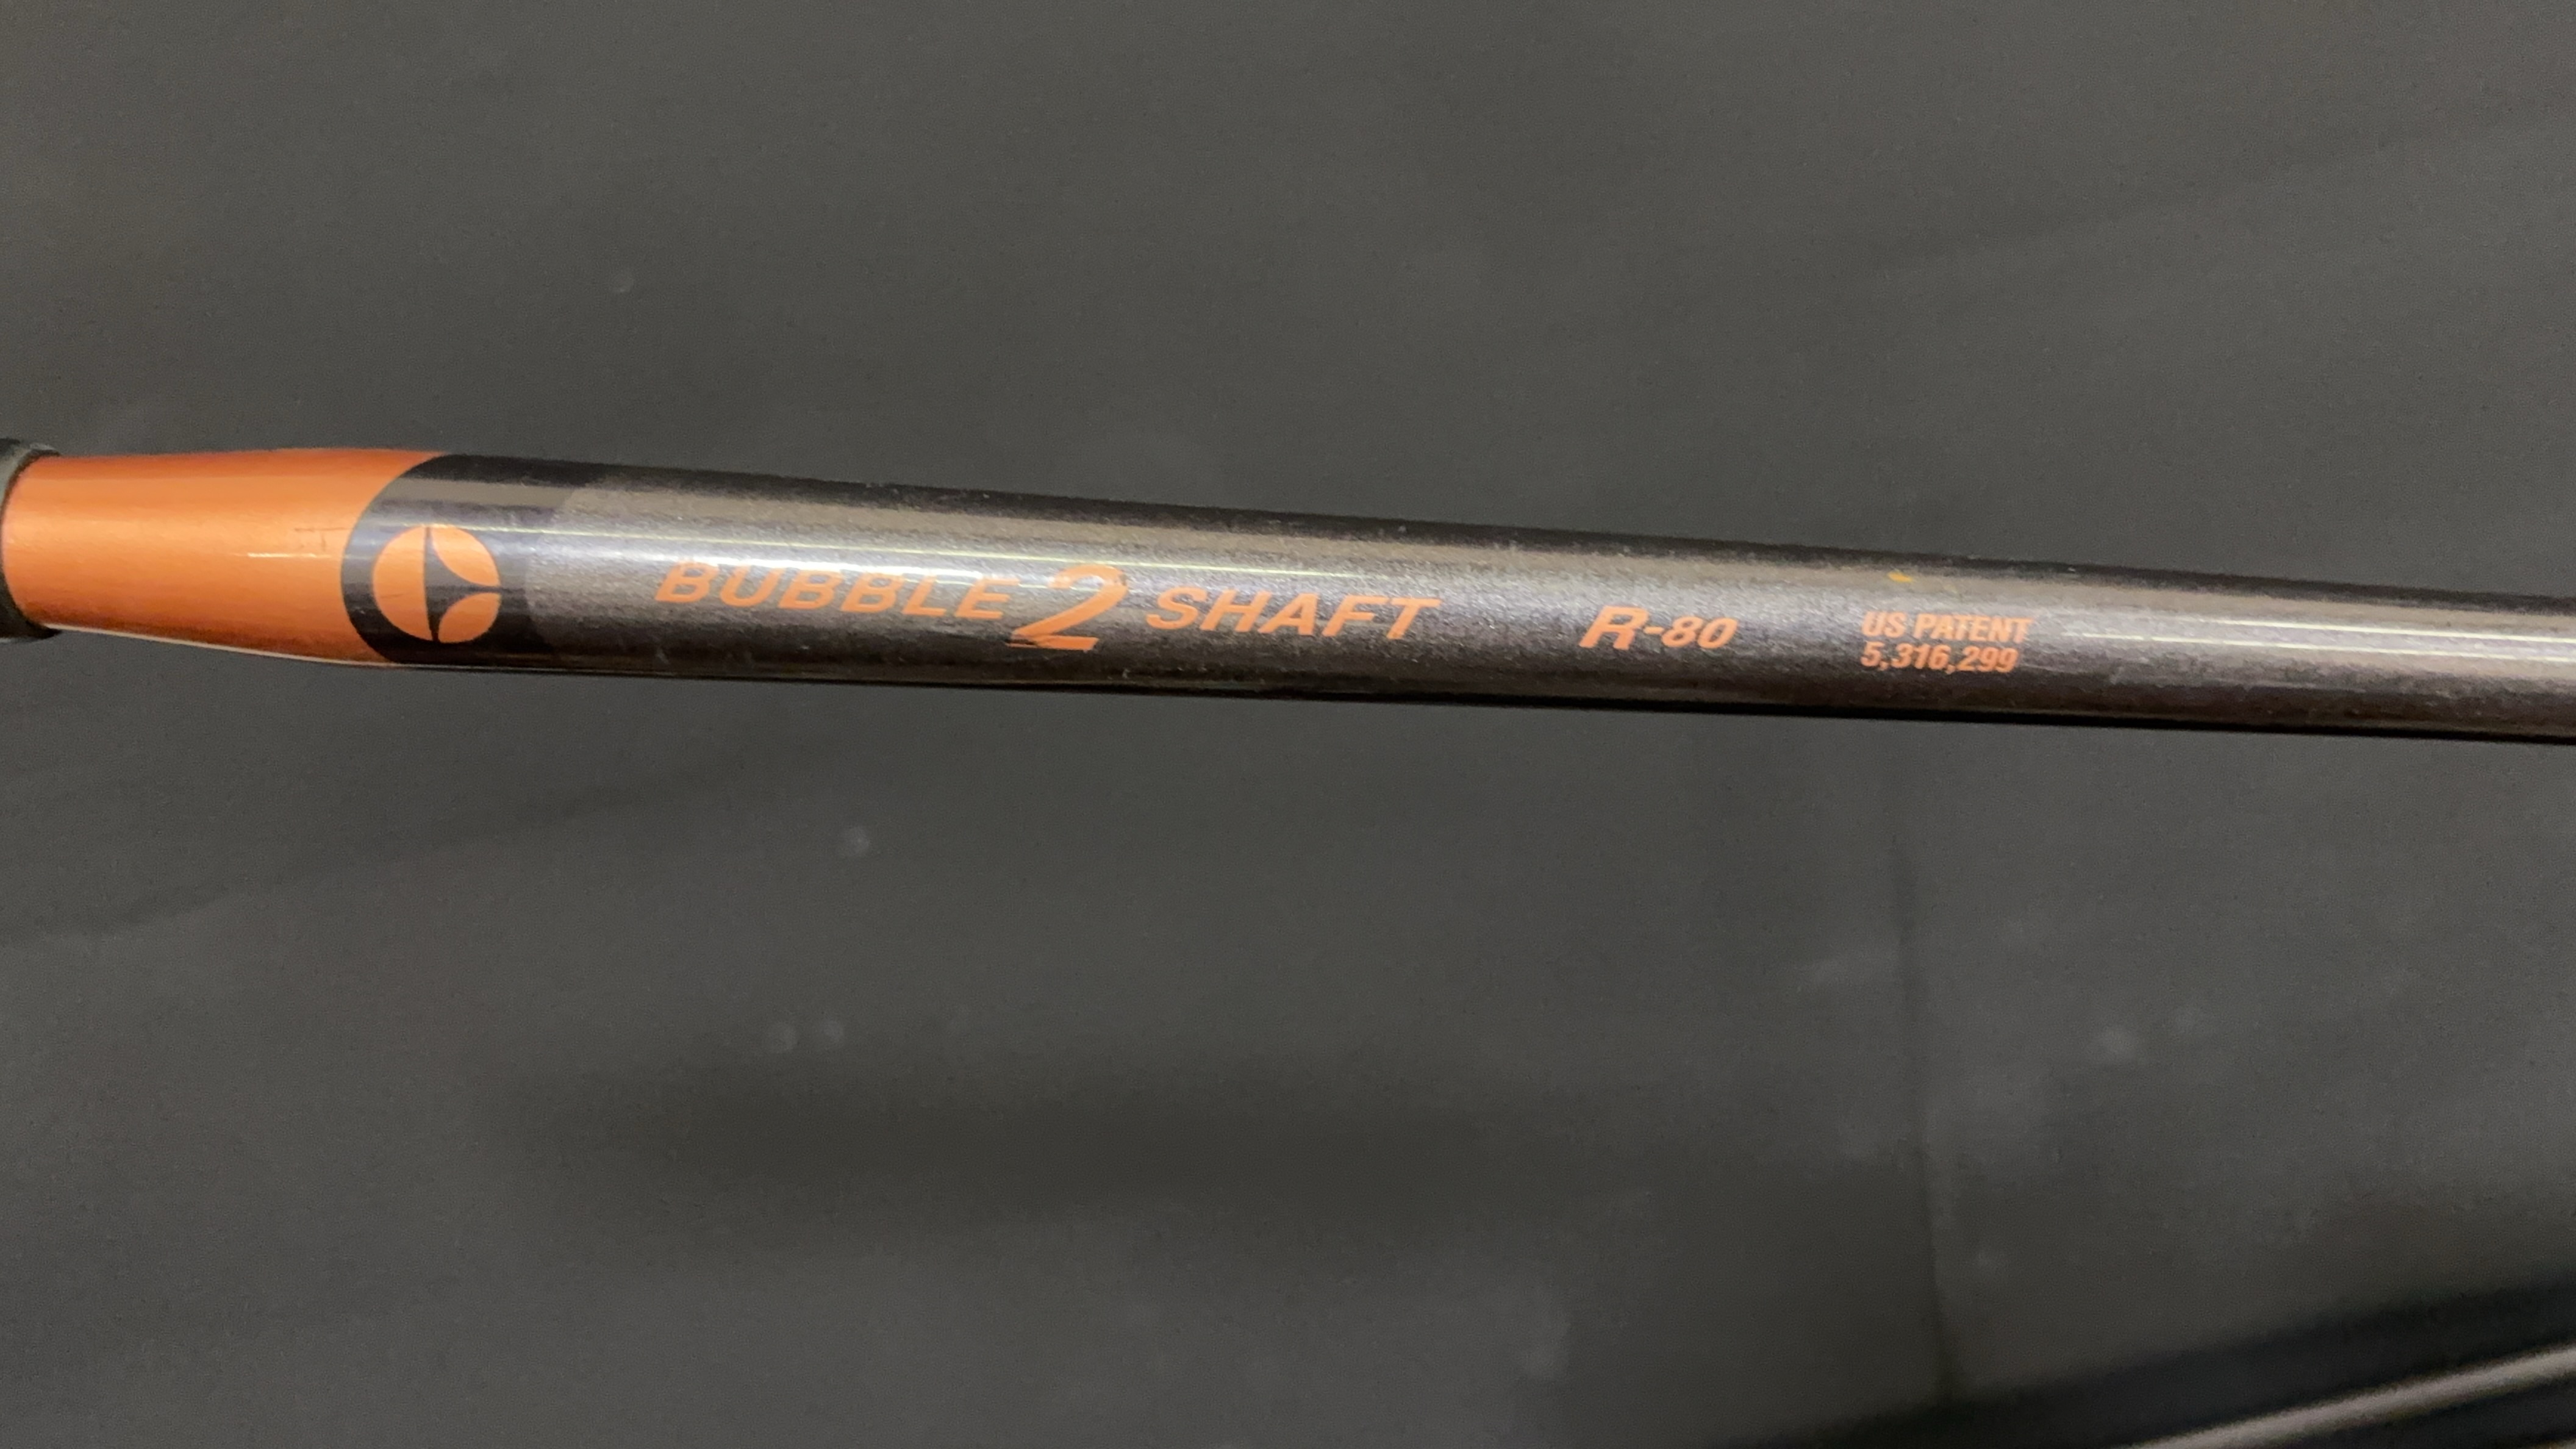 BUBBLE 2 SHAFT R-80
US PATENT
5,316,299